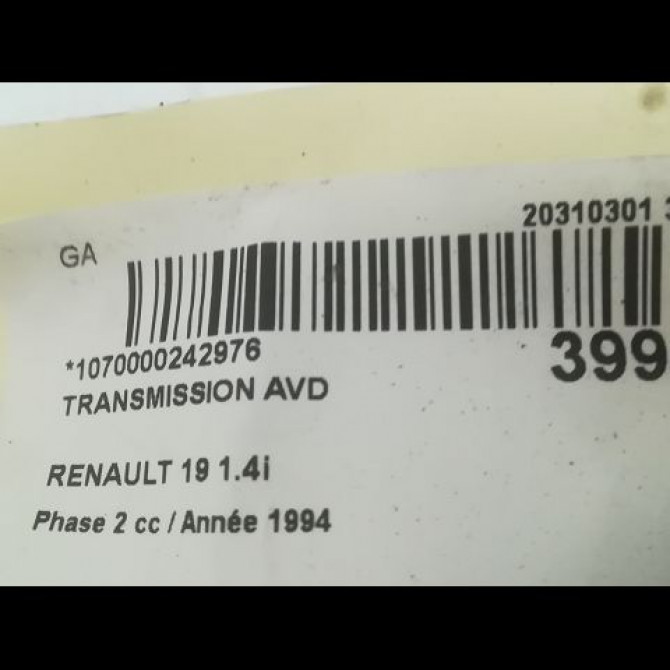 20310301
GA
*1070000242976
399
TRANSMISSION AVD
RENAULT 19 1.4i
Phase 2 cc / Année 1994